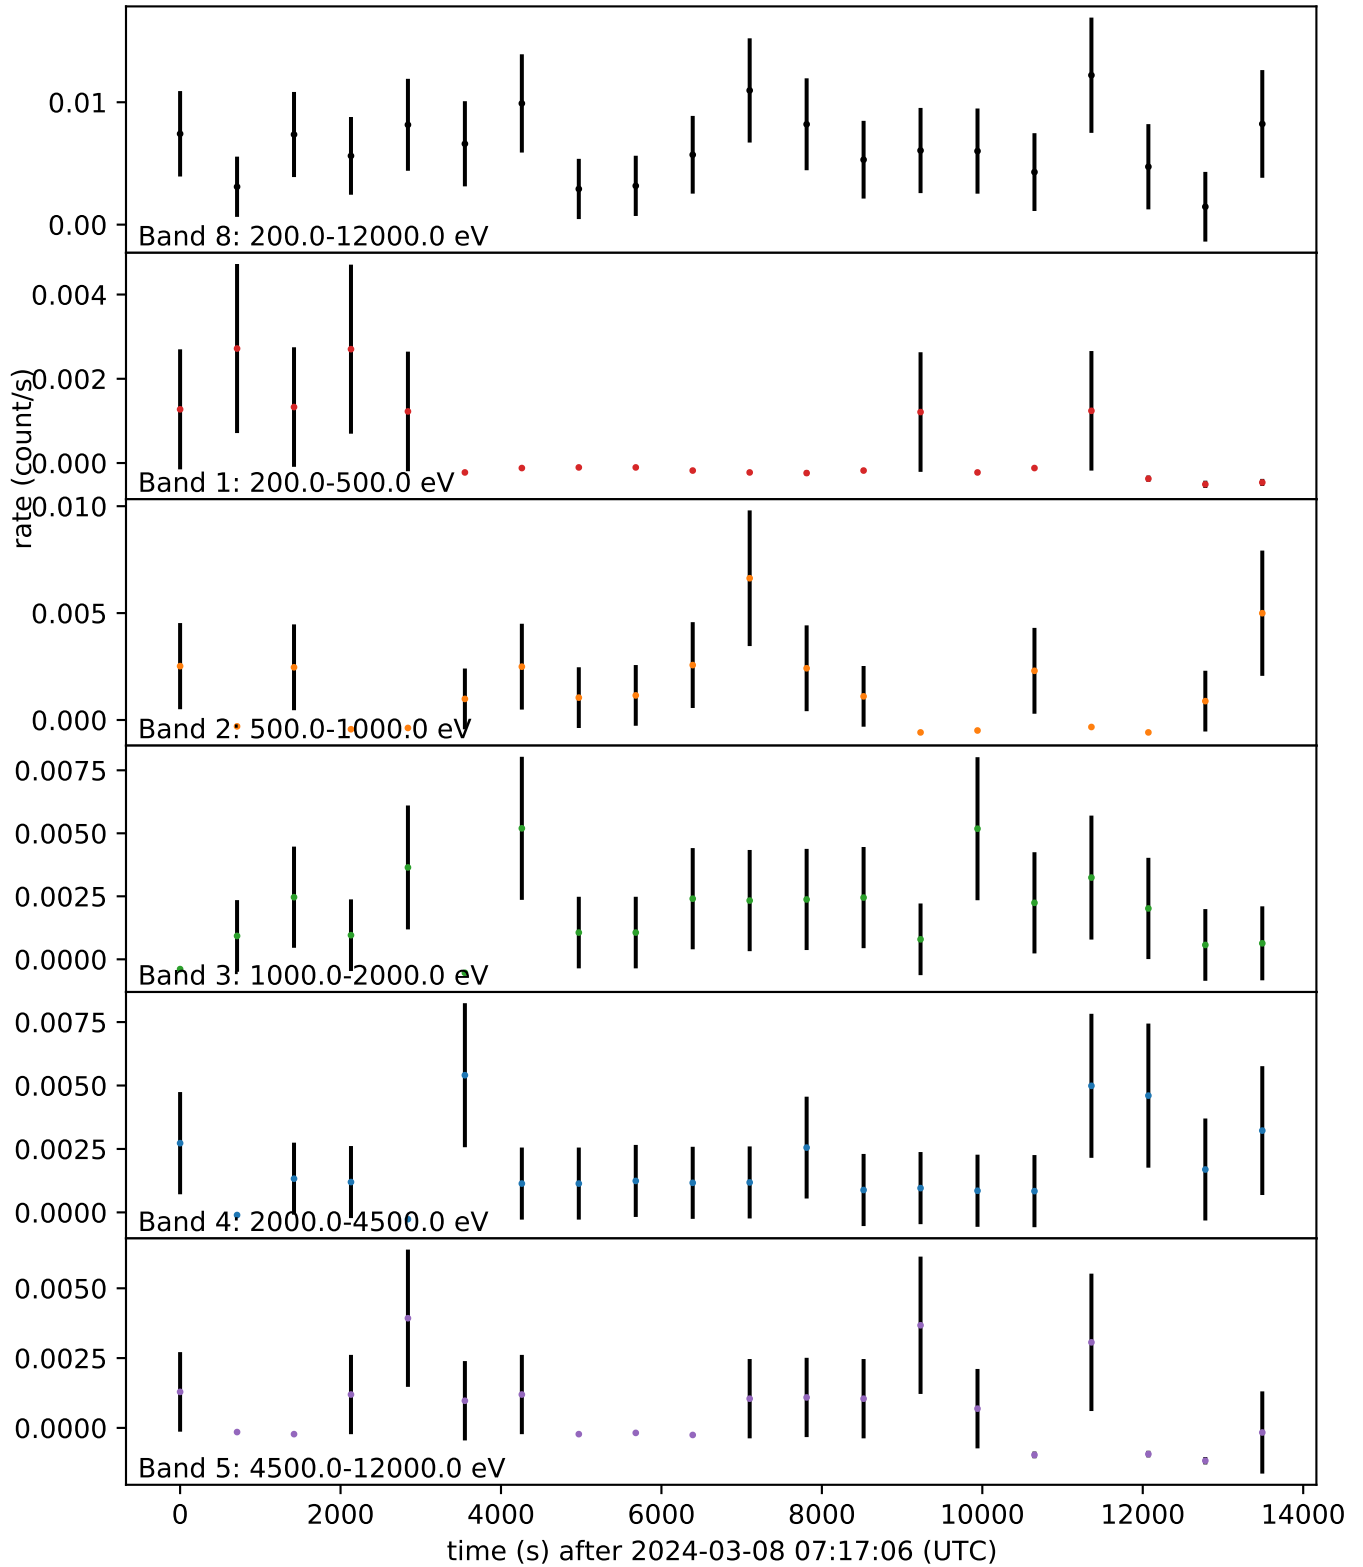 0.01
0.00
Band 8: 200.0-12000.0 eV
0.004
0.002
0.000
Band 1: 200.0-500.0 eV
rate (count/s)
0.010
0.005
0.000
Band 2: 500.0-1000.0 eV
0.0075
0.0050
0.0025
0.0000
Band 3: 1000.0-2000.0 eV
0.0075
0.0050
0.0025
0.0000
Band 4: 2000.0-4500.0 eV
0.0050
0.0025
0.0000
Band 5: 4500.0-12000.0 eV
0 2000 4000 6000 8000 10000 12000 14000
time (s) after 2024-03-08 07:17:06 (UTC)